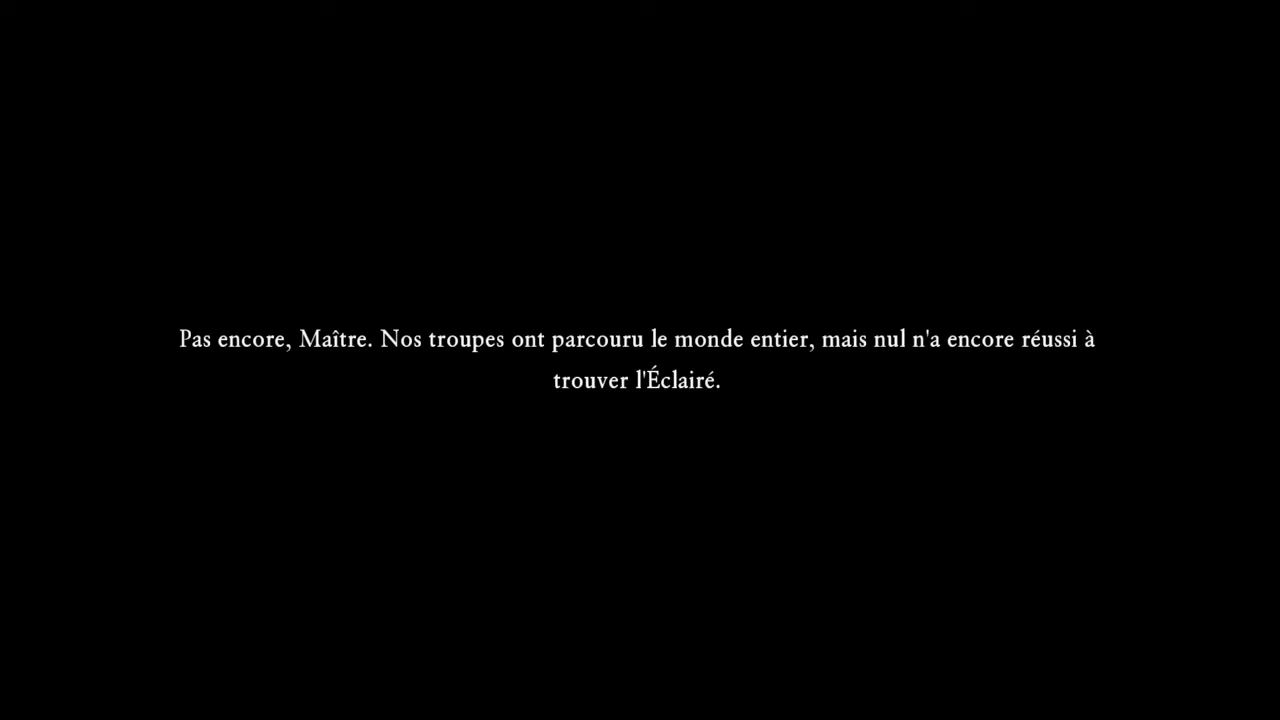 Pas encore, Maître. Nos troupes ont parcouru le monde entier, mais nul n'a encore réussi à
trouver l'Éclairé.